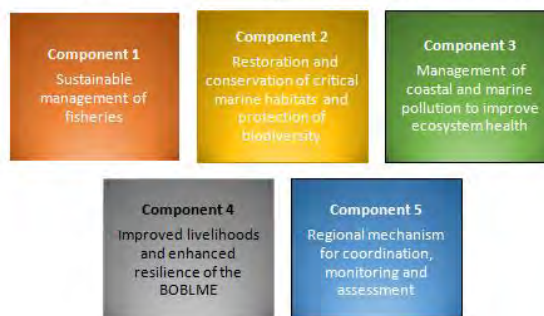 Component 1
Sustainable
management of
fisheries
Component 2
Restoration and
conservation of critical
marine habitats and
protection of
biodiversity
Component 3
Management of
coastal and marine
pollution to improve
ecosystem health
Component 4
Improved livelihoods
and enhanced
resilience of the
BOBLME
Component 5
Regional mechanism
for coordination,
monitoring and
assessment